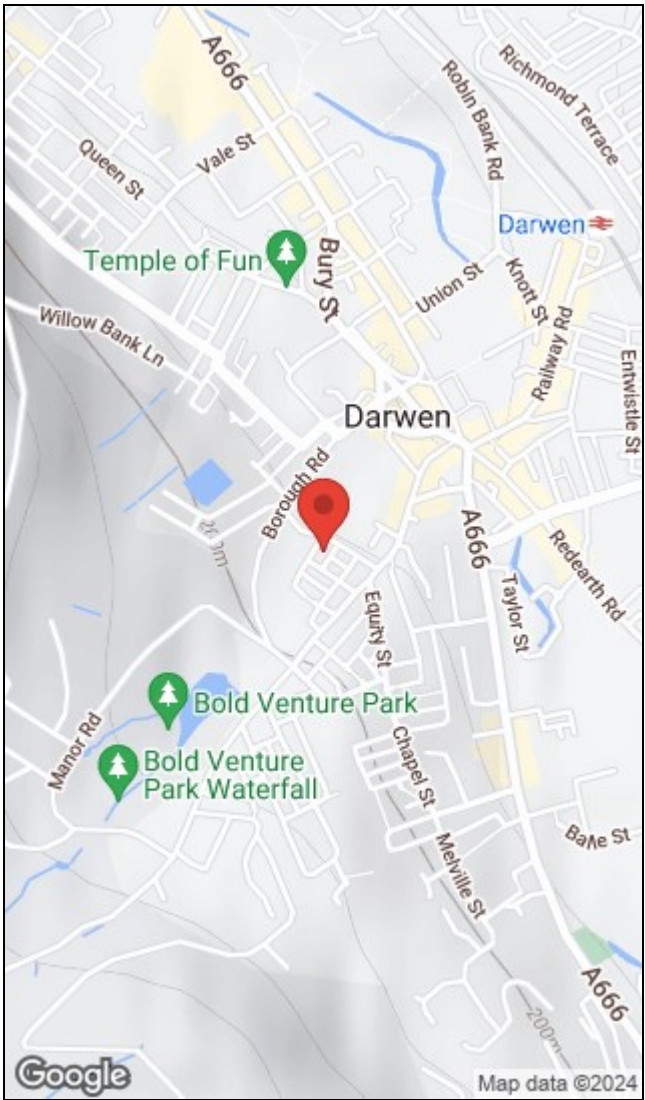 A666
Robin Bank Rd
Richmond Terrace
Queen St
Vale St
Darwen
Temple of Fun
Bury St
Union St
Knott St
Railway Rd
Willow Bank Ln
Entwistle St
Darwen
Borough Rd
A666
Redearth Rd
Taylor St
Equity St
Bold Venture Park
Manor Rd
Bold Venture
Park Waterfall
Chapel St
Melville St
A666
200m
Google
Map data ©2024